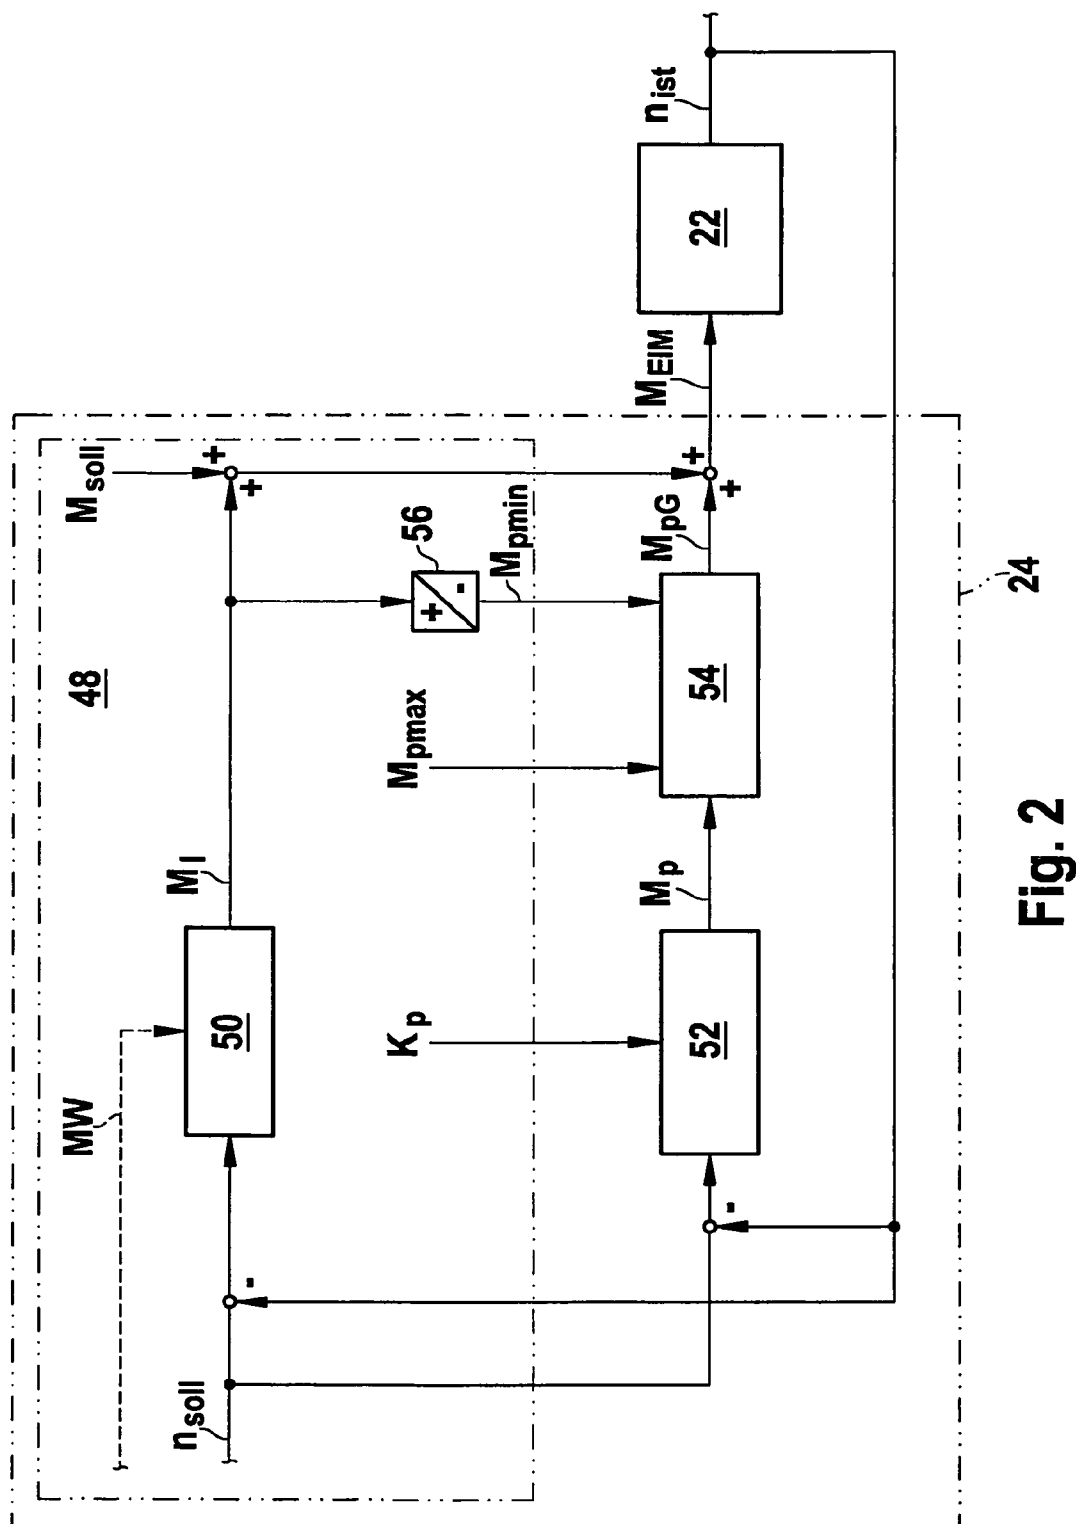 48
M_soll
MW
M_I
50
56
+
-
M_pmin
M_pmax
K_p
n_soll
-
+
+
52
M_p
54
M_pG
+
+
M_EIM
22
n_ist
-
24
Fig. 2